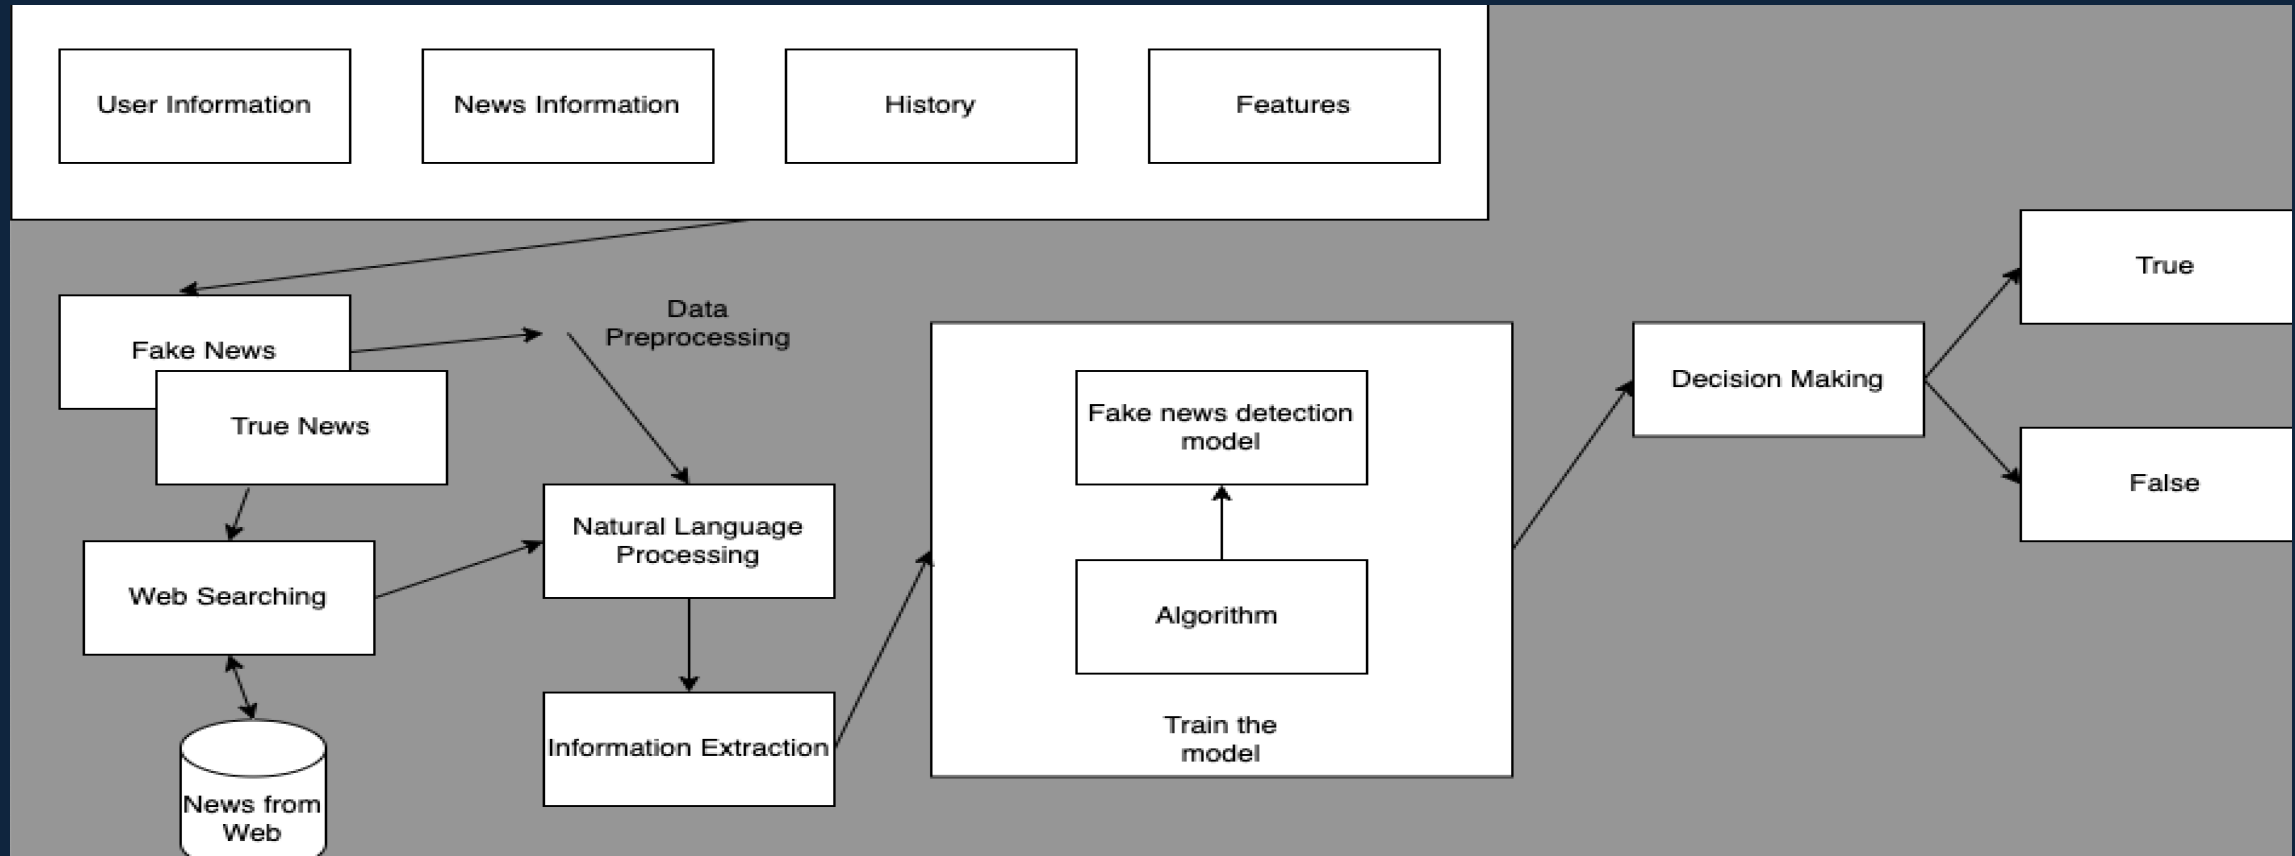 User Information
News Information
History
Features
Fake News
True News
Data
Preprocessing
Web Searching
Natural Language
Processing
News from
Web
Information Extraction
Fake news detection
model
Algorithm
Train the
model
Decision Making
True
False